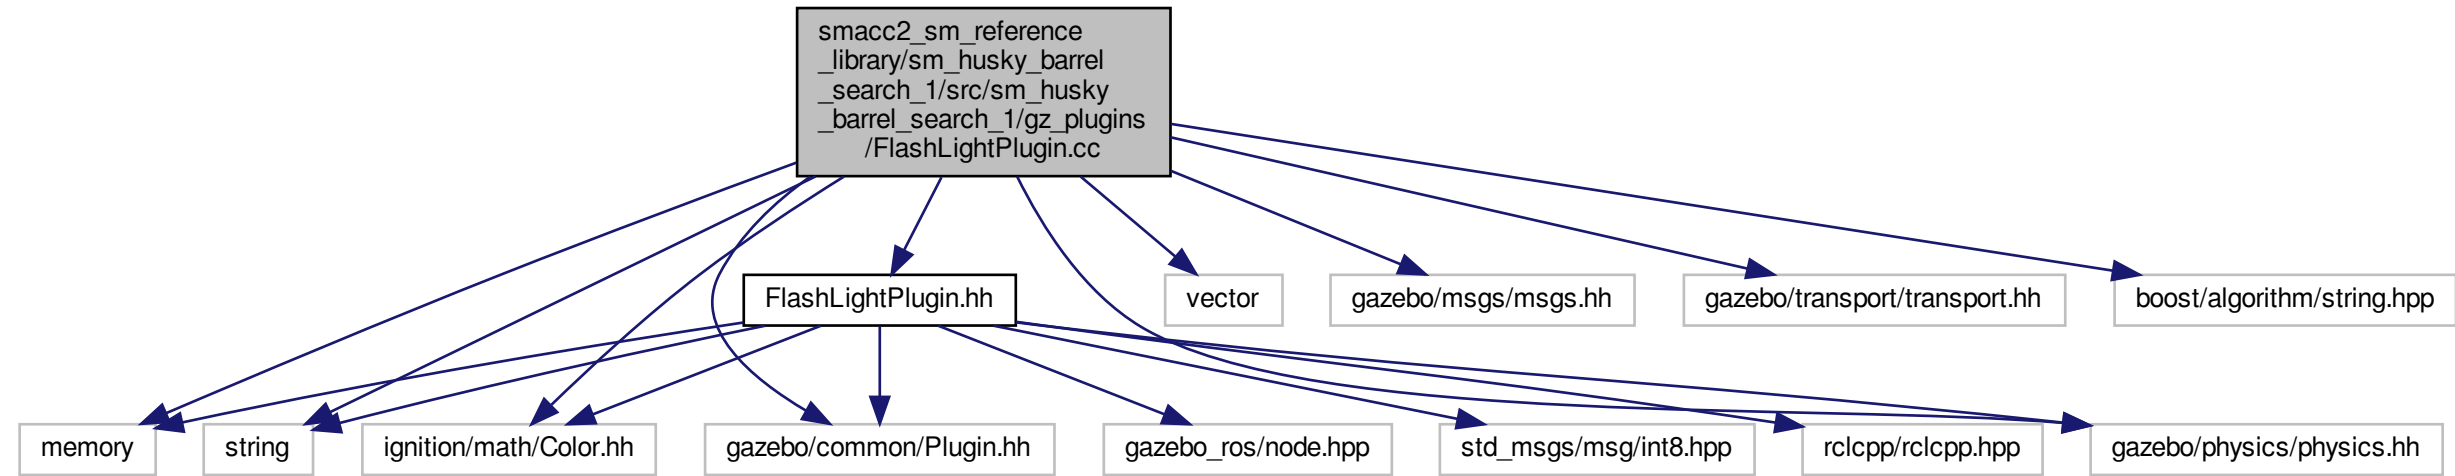 smacc2_sm_reference
_library/sm_husky_barrel
_search_1/src/sm_husky
_barrel_search_1/gz_plugins
/FlashLightPlugin.cc
FlashLightPlugin.hh
vector
gazebo/msgs/msgs.hh
gazebo/transport/transport.hh
boost/algorithm/string.hpp
memory
string
ignition/math/Color.hh
gazebo/common/Plugin.hh
gazebo_ros/node.hpp
std_msgs/msg/int8.hpp
rclcpp/rclcpp.hpp
gazebo/physics/physics.hh